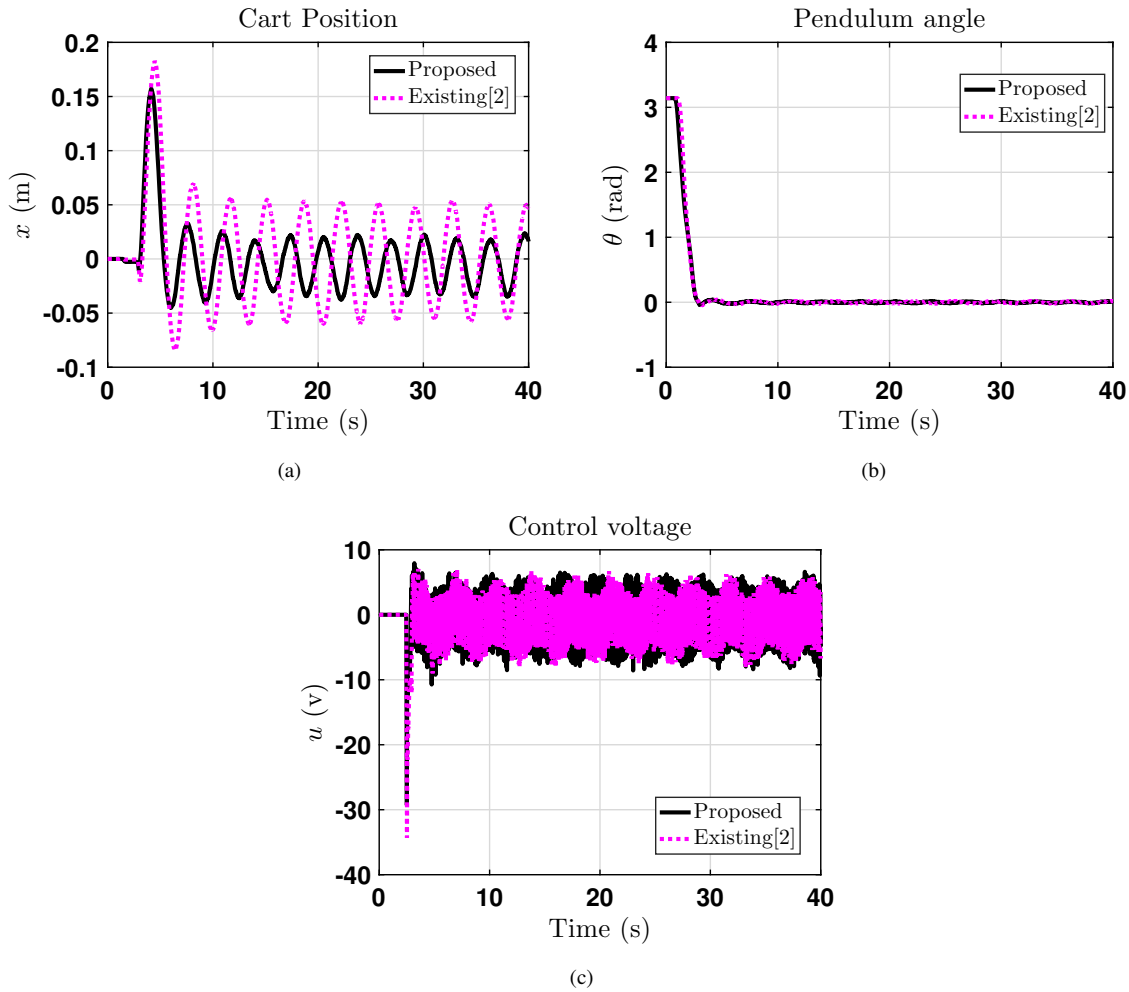 Cart Position
0.2
0.15
0.1
0.05
0
-0.05
-0.1
x (m)
Proposed
Existing[2]
0 10 20 30 40
Time (s)
(a)
Pendulum angle
4
3
2
1
0
-1
θ (rad)
Proposed
Existing[2]
0 10 20 30 40
Time (s)
(b)
Control voltage
10
0
-10
-20
-30
-40
u (v)
Proposed
Existing[2]
0 10 20 30 40
Time (s)
(c)